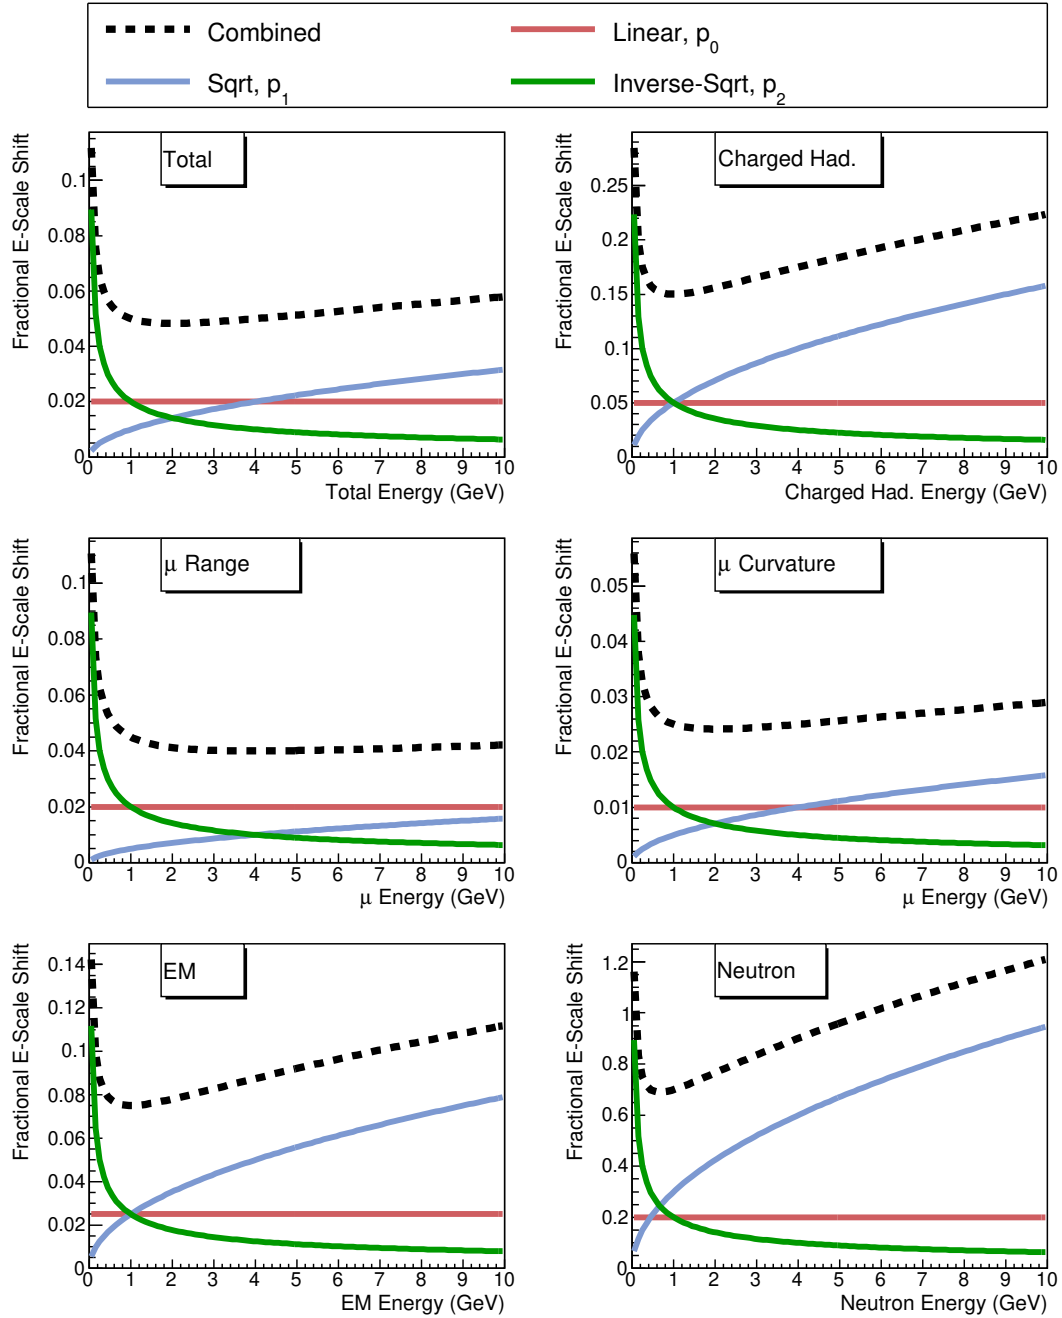 Combined
Linear, p0
Sqrt, p1
Inverse-Sqrt, p2
Fractional E-Scale Shift
Total
0.1
0.08
0.06
0.04
0.02
0
0 1 2 3 4 5 6 7 8 9 10
Total Energy (GeV)
Fractional E-Scale Shift
Charged Had.
0.25
0.2
0.15
0.1
0.05
0
0 1 2 3 4 5 6 7 8 9 10
Charged Had. Energy (GeV)
Fractional E-Scale Shift
μ Range
0.1
0.08
0.06
0.04
0.02
0
0 1 2 3 4 5 6 7 8 9 10
μ Energy (GeV)
Fractional E-Scale Shift
μ Curvature
0.05
0.04
0.03
0.02
0.01
0
0 1 2 3 4 5 6 7 8 9 10
μ Energy (GeV)
Fractional E-Scale Shift
EM
0.14
0.12
0.1
0.08
0.06
0.04
0.02
0
0 1 2 3 4 5 6 7 8 9 10
EM Energy (GeV)
Fractional E-Scale Shift
Neutron
1.2
1
0.8
0.6
0.4
0.2
0
0 1 2 3 4 5 6 7 8 9 10
Neutron Energy (GeV)